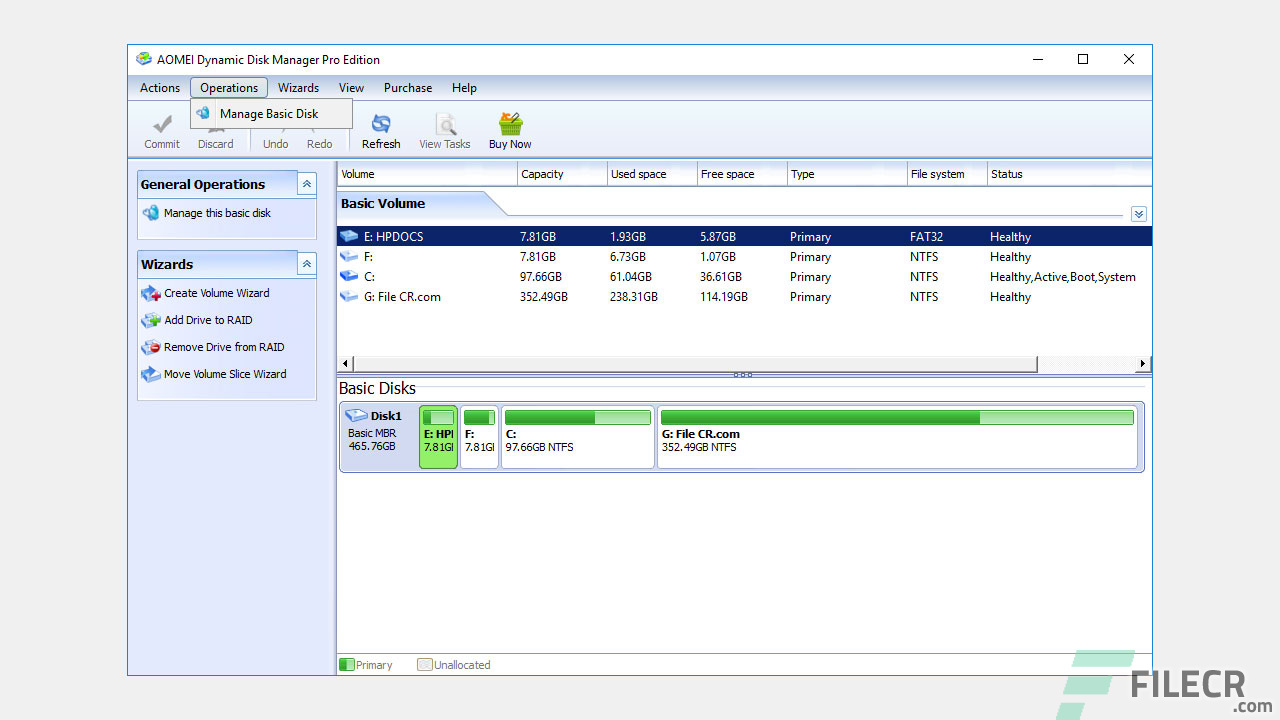 AOMEI Dynamic Disk Manager Pro Edition
Actions Operations Wizards View Purchase Help
Manage Basic Disk
Commit Discard Undo Redo Refresh View Tasks Buy Now
General Operations
Manage this basic disk
Wizards
Create Volume Wizard
Add Drive to RAID
Remove Drive from RAID
Move Volume Slice Wizard
Volume Capacity Used space Free space Type File system Status
Basic Volume
E: HPDOCS 7.81GB 1.93GB 5.87GB Primary FAT32 Healthy
F: 7.81GB 6.73GB 1.07GB Primary NTFS Healthy
C: 97.66GB 61.04GB 36.61GB Primary NTFS Healthy,Active,Boot,System
G: File CR.com 352.49GB 238.31GB 114.19GB Primary NTFS Healthy
Basic Disks
Disk1
Basic MBR
465.76GB
E: HPI
7.81GI
F:
7.81GI
C:
97.66GB NTFS
G: File CR.com
352.49GB NTFS
Primary Unallocated
FILECR
.com